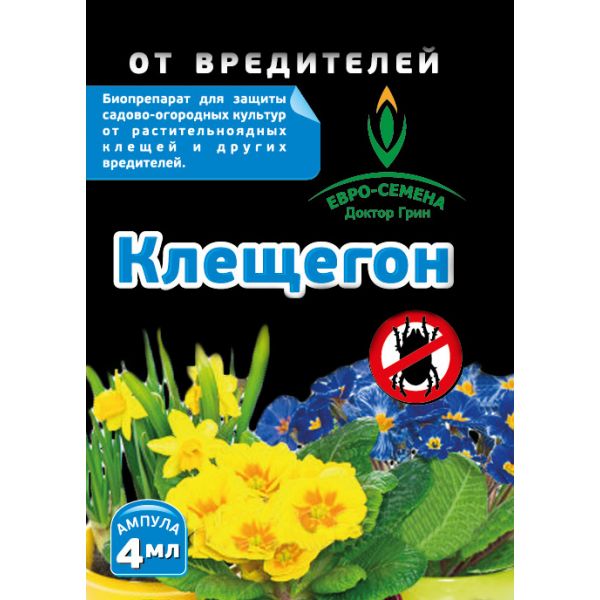 ОТ ВРЕДИТЕЛЕЙ
Биопрепарат для защиты
садово-огородных культур
от растительноядных
клещей и других
вредителей.
ЕВРО-СЕМЕНА
Доктор Грин
Клещегон
АМПУЛА
4 мл